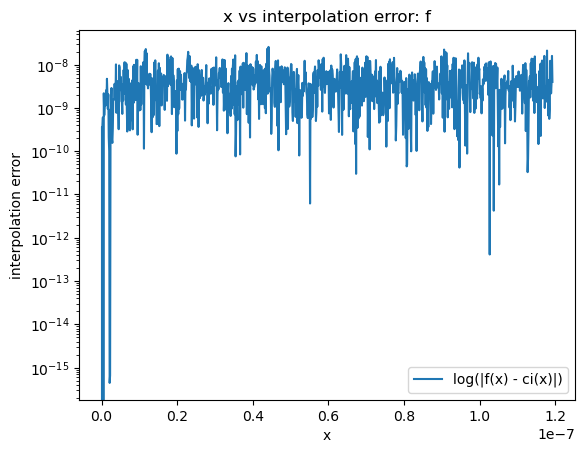 x vs interpolation error: f
interpolation error
10⁻⁸
10⁻⁹
10⁻¹⁰
10⁻¹¹
10⁻¹²
10⁻¹³
10⁻¹⁴
10⁻¹⁵
log(|f(x) - ci(x)|)
0.0 0.2 0.4 0.6 0.8 1.0 1.2
1e−7
x